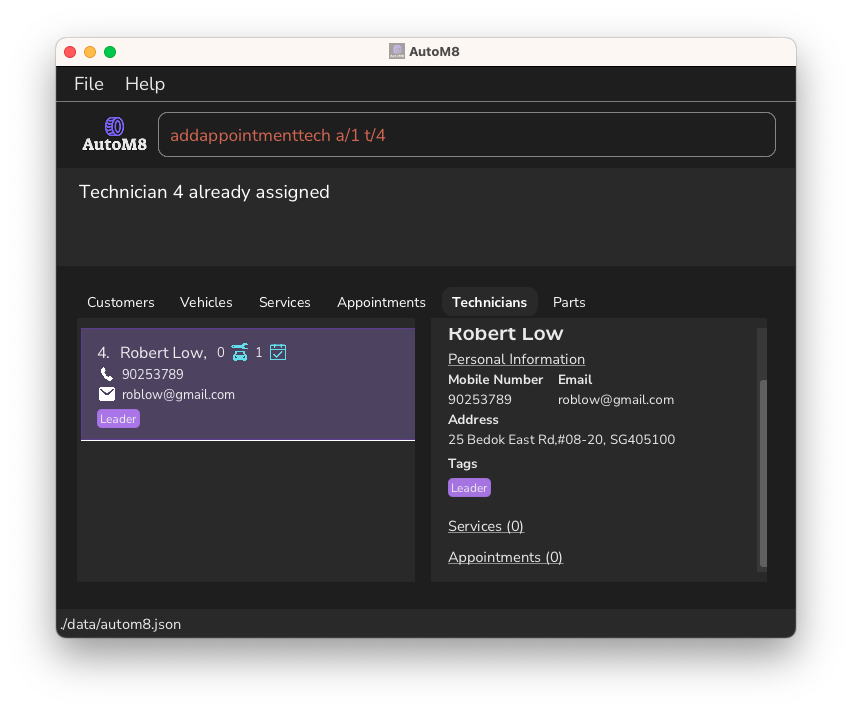 AutoM8
File Help
AutoM8
addappointmenttech a/1 t/4
Technician 4 already assigned
Customers Vehicles Services Appointments Technicians Parts
4. Robert Low, 0 1
90253789
roblow@gmail.com
Leader
Robert Low
Personal Information
Mobile Number Email
90253789 roblow@gmail.com
Address
25 Bedok East Rd,#08-20, SG405100
Tags
Leader
Services (0)
Appointments (0)
./data/autom8.json